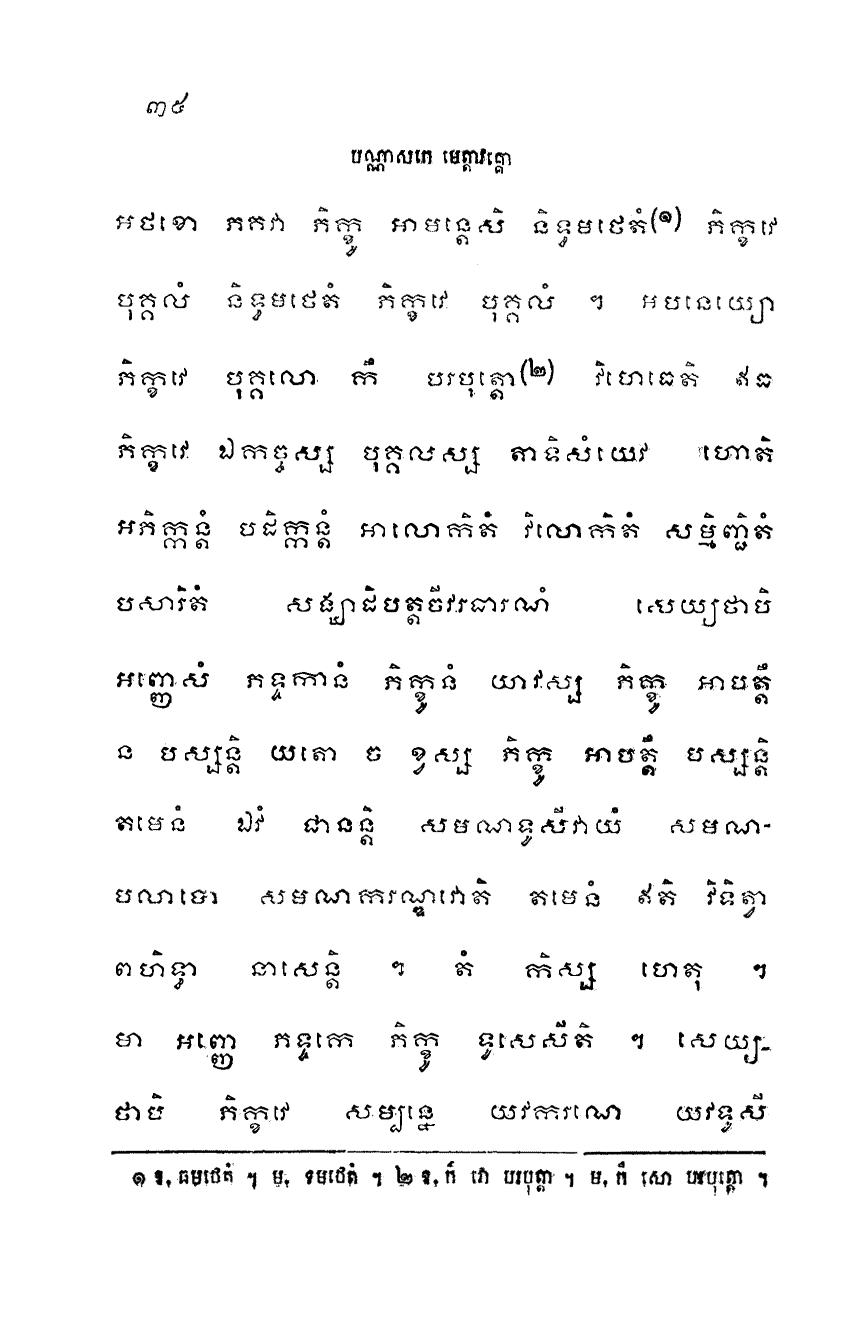 ៣៥
បណ្ណាសកេ មេត្តាវគ្គោ
អថខោ ភគវា ភិក្ខូ អាមន្តេសិ និទ្ធមថេតំ(១) ភិក្ខវេ
បុគ្គលំ និទ្ធមថេតំ ភិក្ខវេ បុគ្គលំ ។ អបនេយ្យោ
ភិក្ខវេ បុគ្គលោ កឹ បរបុត្តោ(២) វិហេធេតិ ឥធ
ភិក្ខវេ ឯកច្ចស្ស បុគ្គលស្ស តាទិសំយេវ ហោតិ
អភិក្កន្តំ បដិក្កន្តំ អាលោកិតំ វិលោកិតំ សម្មិញ្ជិតំ
បសារិតំ សង្ឃាដិបត្តចីវរធារណំ សេយ្យថាបិ
អញ្ញេសំ ភទ្ទកានំ ភិក្ខូនំ យាវស្ស ភិក្ខូ អាបត្តឹ
ន បស្សន្តិ យតោ ច ខ្វស្ស ភិក្ខូ អាបត្តឹ បស្សន្តិ
តមេនំ ឯវំ ជានន្តិ សមណទូសីវាយំ សមណ-
បលាបោ សមណករណ្ឌវោតិ តមេនំ ឥតិ វិទិត្វា
ពហិទ្ធា នាសេន្តិ ។ តំ កិស្ស ហេតុ ។
មា អញ្ញេ ភទ្ទកេ ភិក្ខូ ទូសេសីតិ ។ សេយ្យ-
ថាបិ ភិក្ខវេ សម្បន្នេ យវករណេ យវទូសី
១ ឱ, ធមថេតំ ។ ម, ទមថេតំ ។ ២ ឱ, កឹ វោ បរបុត្តា ។ ម, កឹ សោ បរបុត្តោ ។